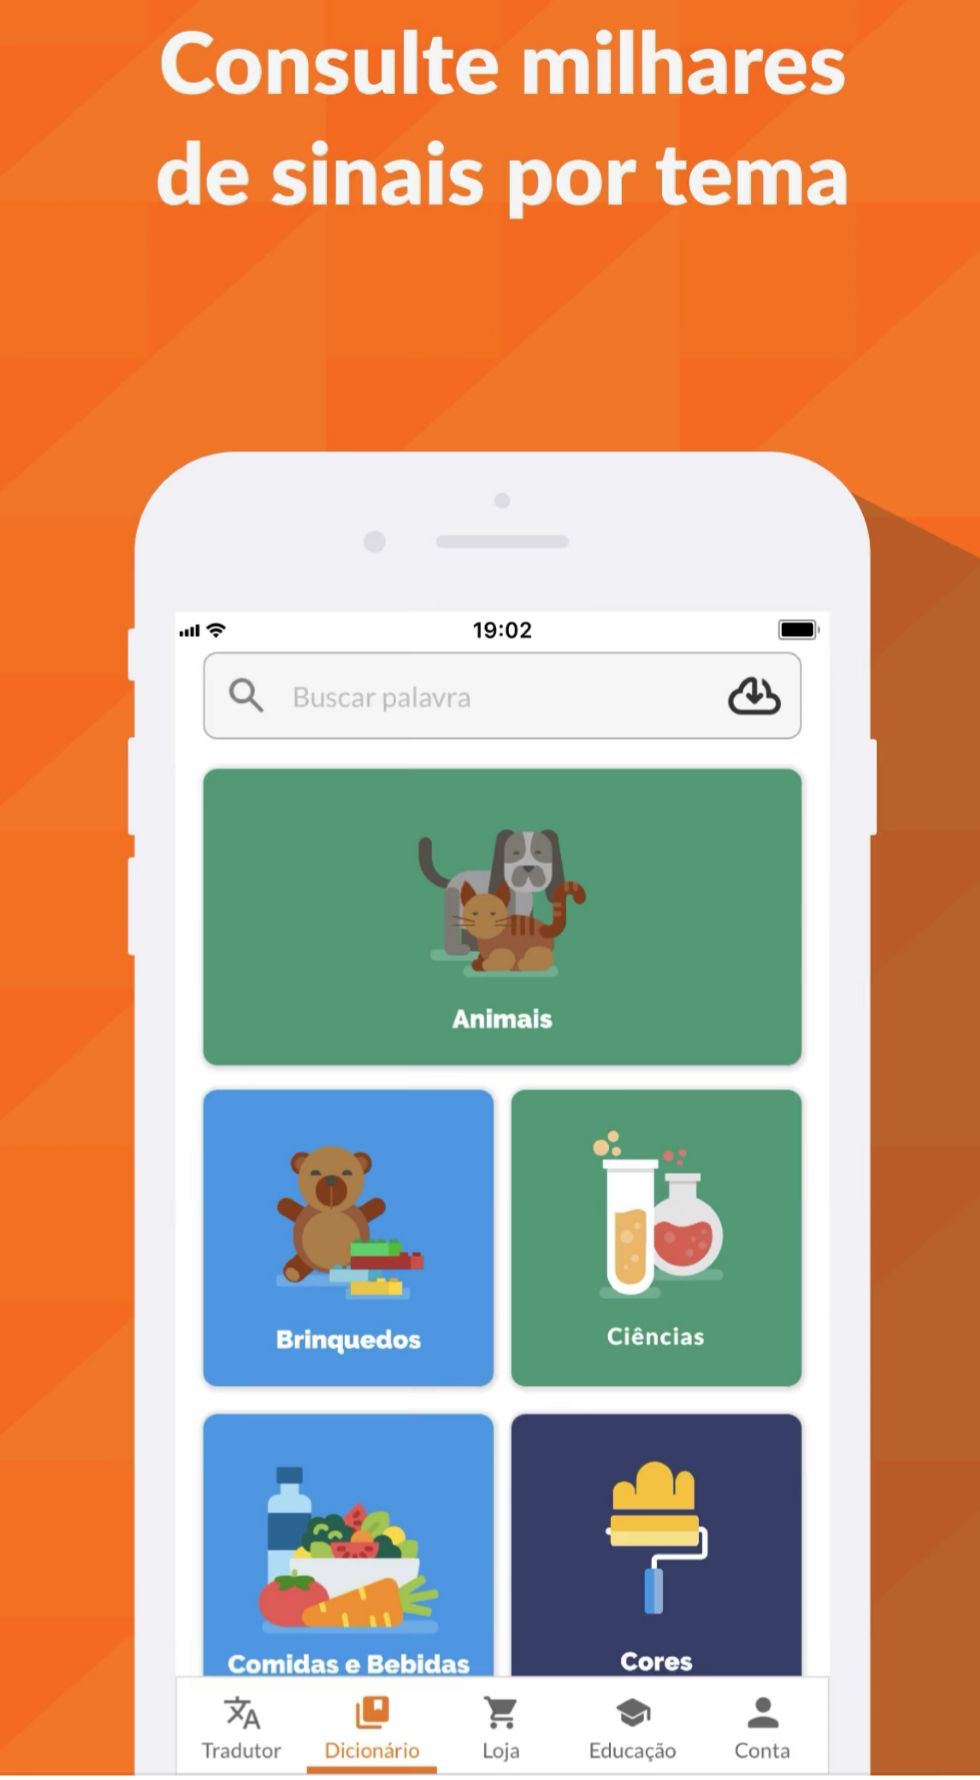 Consulte milhares
de sinais por tema
19:02
Buscar palavra
Animais
Brinquedos
Ciências
Comidas e Bebidas
Cores
Tradutor
Dicionário
Loja
Educação
Conta